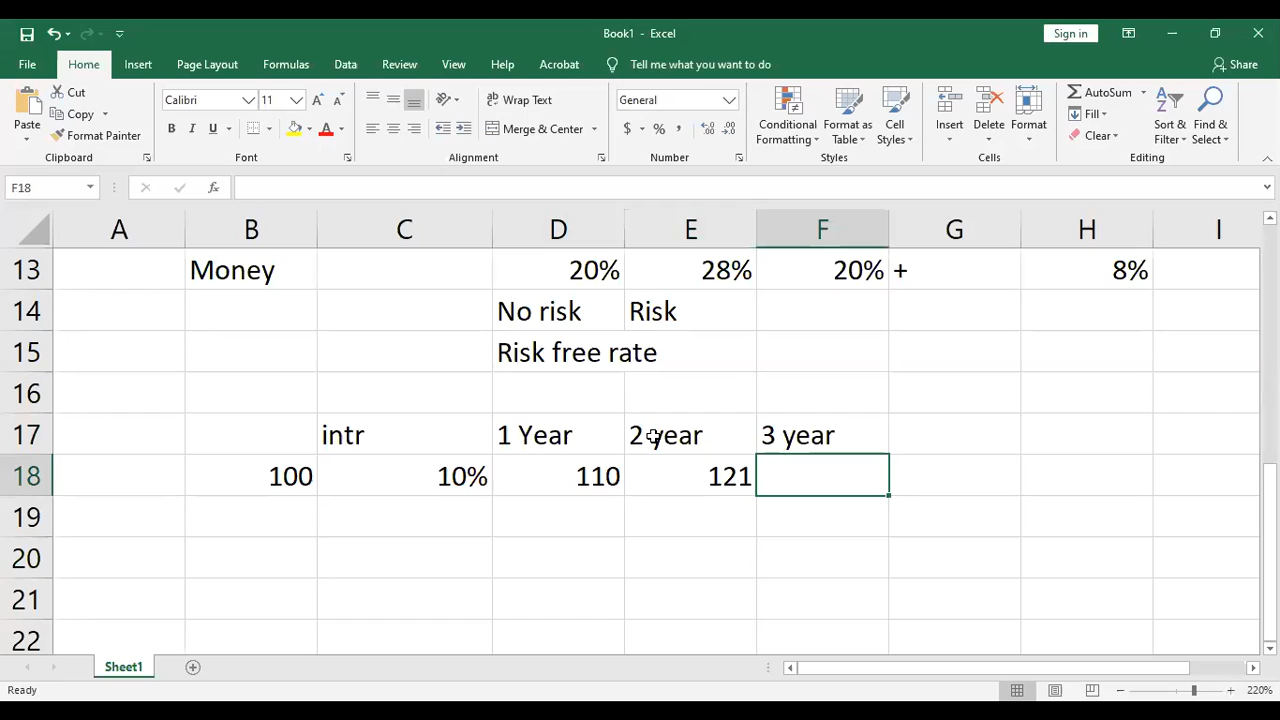 Book1 - Excel
Sign in
File Home Insert Page Layout Formulas Data Review View Help Acrobat Tell me what you want to do Share
Paste
Cut
Copy
Format Painter
Clipboard
Calibri 11
B I U A
Font
Wrap Text
Merge & Center
Alignment
General
$ % ,
Number
Conditional Formatting
Format as Table
Cell Styles
Styles
Insert
Delete
Format
Cells
AutoSum
Fill
Clear
Sort & Filter
Find & Select
Editing
F18 fx
A B C D E F G H I
13 Money 20% 28% 20% + 8%
14 No risk Risk
15 Risk free rate
16
17 intr 1 Year 2 year 3 year
18 100 10% 110 121
19
20
21
22
Sheet1
Ready 220%